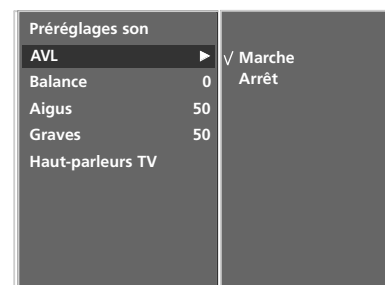 Préréglages son
AVL ▶
Balance 0
Aigus 50
Graves 50
Haut-parleurs TV
√ Marche
Arrêt